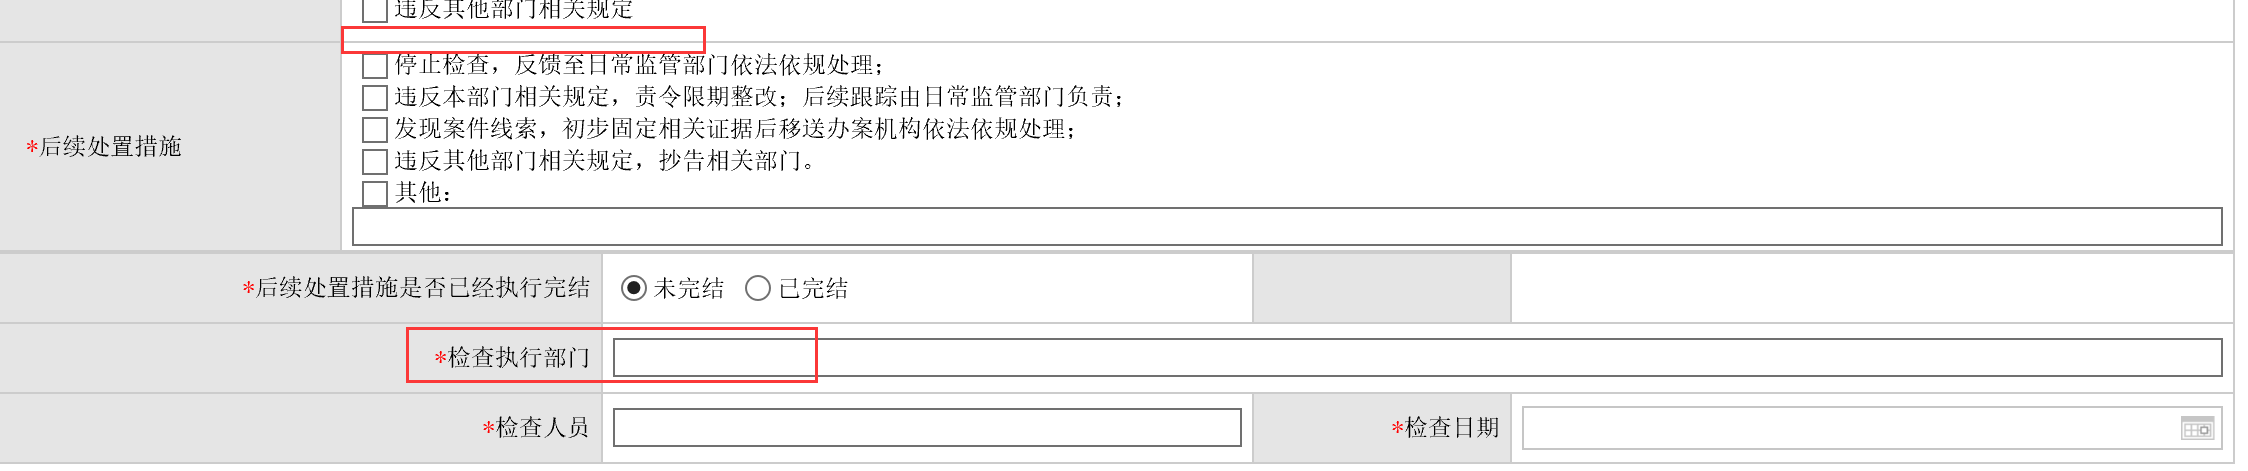 违反其他部门相关规定
停止检查，反馈至日常监管部门依法依规处理；
违反本部门相关规定，责令限期整改；后续跟踪由日常监管部门负责；
*后续处置措施
发现案件线索，初步固定相关证据后移送办案机构依法依规处理；
违反其他部门相关规定，抄告相关部门。
其他：
*后续处置措施是否已经执行完结 未完结 已完结
*检查执行部门
*检查人员 *检查日期